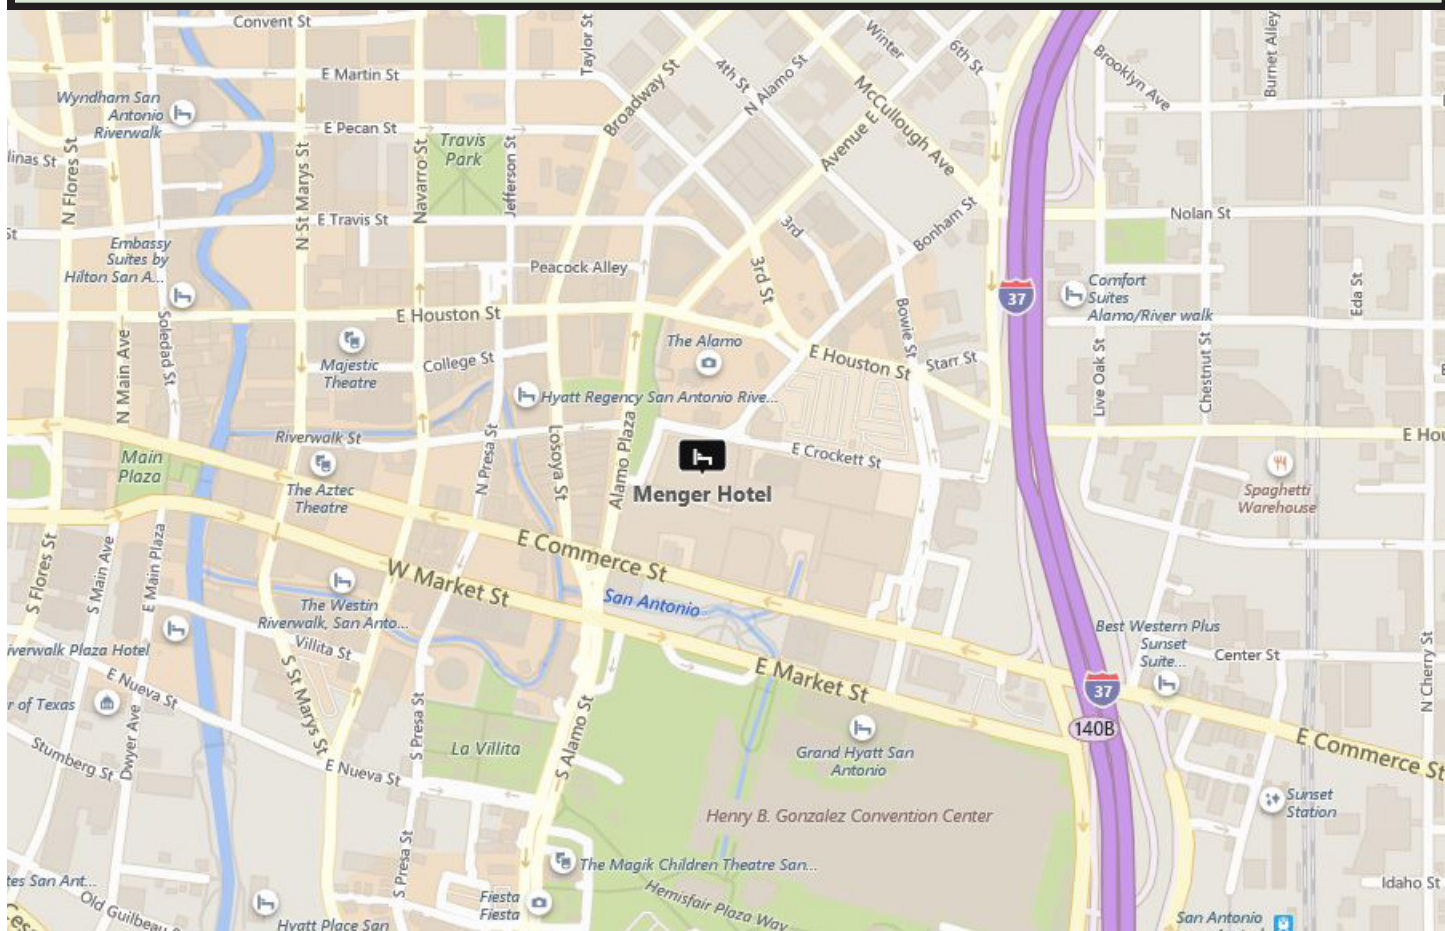 Convent St
Taylor St
Winter
6th St
Burnet Alley
Brooklyn Ave
E Martin St
4th St
N Alamo St
Broadway St
McCullough Ave
Wyndham San
Antonio
Riverwalk
E Pecan St
Travis
Park
Avenue E
linas St
N Flores St
N St Marys St
Navarro St
Jefferson St
E Travis St
3rd
Bonham St
Nolan St
St
Embassy
Suites by
Hilton San A...
Peacock Alley
3rd St
37
Comfort
Suites
Alamo/River walk
Eda St
E Houston St
Bowie St
Soledad St
N Main Ave
Majestic
Theatre
College St
The Alamo
E Houston St
Starr St
Live Oak St
Chestnut St
Hyatt Regency San Antonio Rive...
Riverwalk St
N Presa St
Losoya St
Alamo Plaza
E Crockett St
E Hou
Main
Plaza
The Aztec
Theatre
Menger Hotel
Spaghetti
Warehouse
E Commerce St
S Flores St
S Main Ave
E Main Plaza
W Market St
San Antonio
The Westin
Riverwalk, San Anto...
Villita St
iverwalk Plaza Hotel
Best Western Plus
Sunset
Suite...
Center St
E Market St
37
140B
N Cherry St
E Nueva St
r of Texas
S St Marys St
S Presa St
S Alamo St
La Villita
Grand Hyatt San
Antonio
E Commerce St
Stumberg St
Dwyer Ave
E Nueva St
Sunset
Station
Henry B. Gonzalez Convention Center
S Presa St
The Magik Children Theatre San...
Hemisfair Plaza Way
tes San Ant...
Old Guilbeau
Fiesta
Fiesta
Idaho St
Hyatt Place San
San Antonio